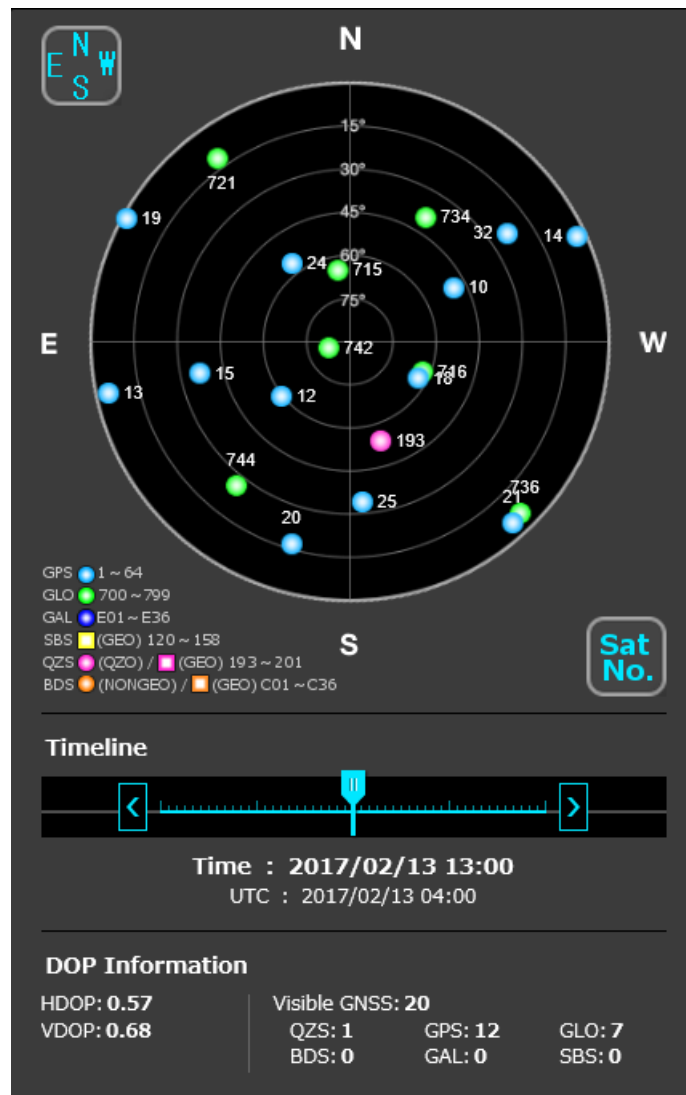 N
N
E W
S
15°
30°
721
45°
734
19
32
14
60°
24
715
10
75°
E
742
W
716
15
18
13
12
193
744
25
736
21
20
GPS 1 ~ 64
GLO 700 ~ 799
GAL E01 ~ E36
SBS (GEO) 120 ~ 158
QZS (QZO) / (GEO) 193 ~ 201
BDS (NONGEO) / (GEO) C01 ~ C36
S
Sat
No.
Timeline
Time : 2017/02/13 13:00
UTC : 2017/02/13 04:00
DOP Information
HDOP: 0.57 Visible GNSS: 20
VDOP: 0.68 QZS: 1 GPS: 12 GLO: 7
BDS: 0 GAL: 0 SBS: 0